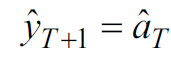 ŷ_{T+1} = â_T